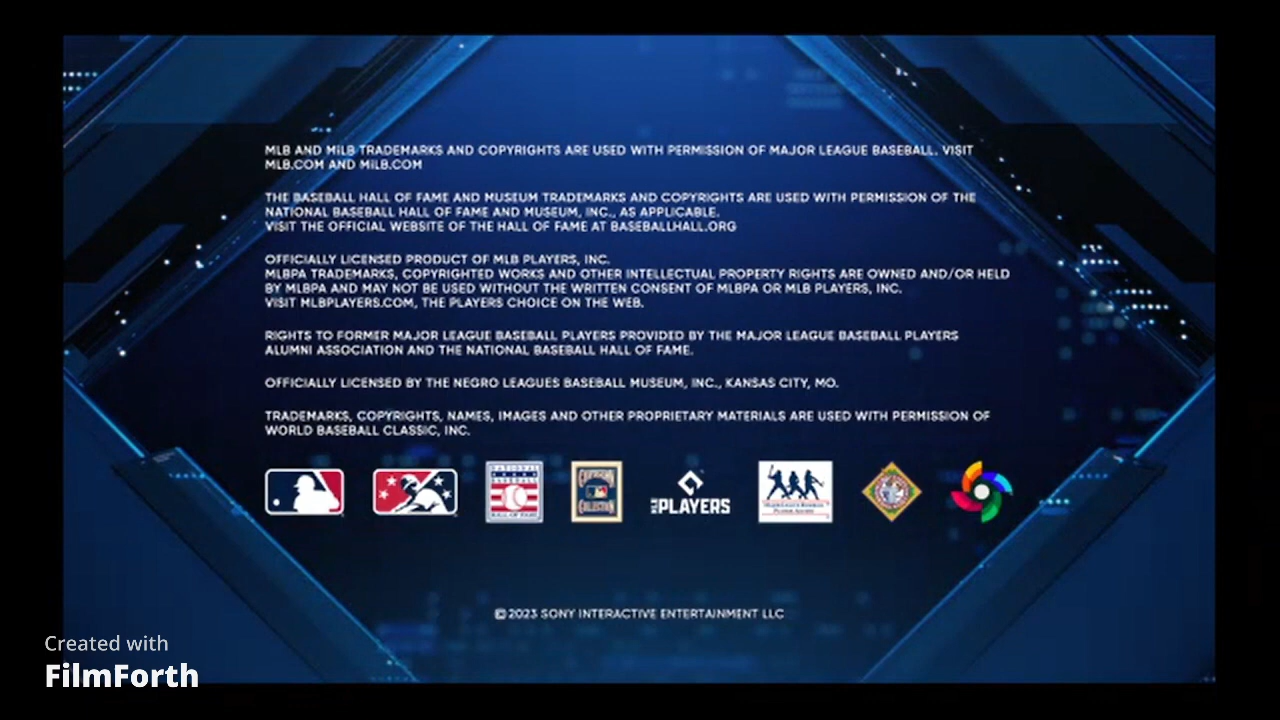 MLB AND MiLB TRADEMARKS AND COPYRIGHTS ARE USED WITH PERMISSION OF MAJOR LEAGUE BASEBALL. VISIT
MLB.COM AND MiLB.COM
THE BASEBALL HALL OF FAME AND MUSEUM TRADEMARKS AND COPYRIGHTS ARE USED WITH PERMISSION OF THE
NATIONAL BASEBALL HALL OF FAME AND MUSEUM, INC., AS APPLICABLE.
VISIT THE OFFICIAL WEBSITE OF THE HALL OF FAME AT BASEBALLHALL.ORG
OFFICIALLY LICENSED PRODUCT OF MLB PLAYERS, INC.
MLBPA TRADEMARKS, COPYRIGHTED WORKS AND OTHER INTELLECTUAL PROPERTY RIGHTS ARE OWNED AND/OR HELD
BY MLBPA AND MAY NOT BE USED WITHOUT THE WRITTEN CONSENT OF MLBPA OR MLB PLAYERS, INC.
VISIT MLBPLAYERS.COM, THE PLAYERS CHOICE ON THE WEB.
RIGHTS TO FORMER MAJOR LEAGUE BASEBALL PLAYERS PROVIDED BY THE MAJOR LEAGUE BASEBALL PLAYERS
ALUMNI ASSOCIATION AND THE NATIONAL BASEBALL HALL OF FAME.
OFFICIALLY LICENSED BY THE NEGRO LEAGUES BASEBALL MUSEUM, INC., KANSAS CITY, MO.
TRADEMARKS, COPYRIGHTS, NAMES, IMAGES AND OTHER PROPRIETARY MATERIALS ARE USED WITH PERMISSION OF
WORLD BASEBALL CLASSIC, INC.
NATIONAL
BASEBALL
HALL OF FAME
COOPERSTOWN
COLLECTION
MLB PLAYERS
© 2023 SONY INTERACTIVE ENTERTAINMENT LLC
Created with
FilmForth